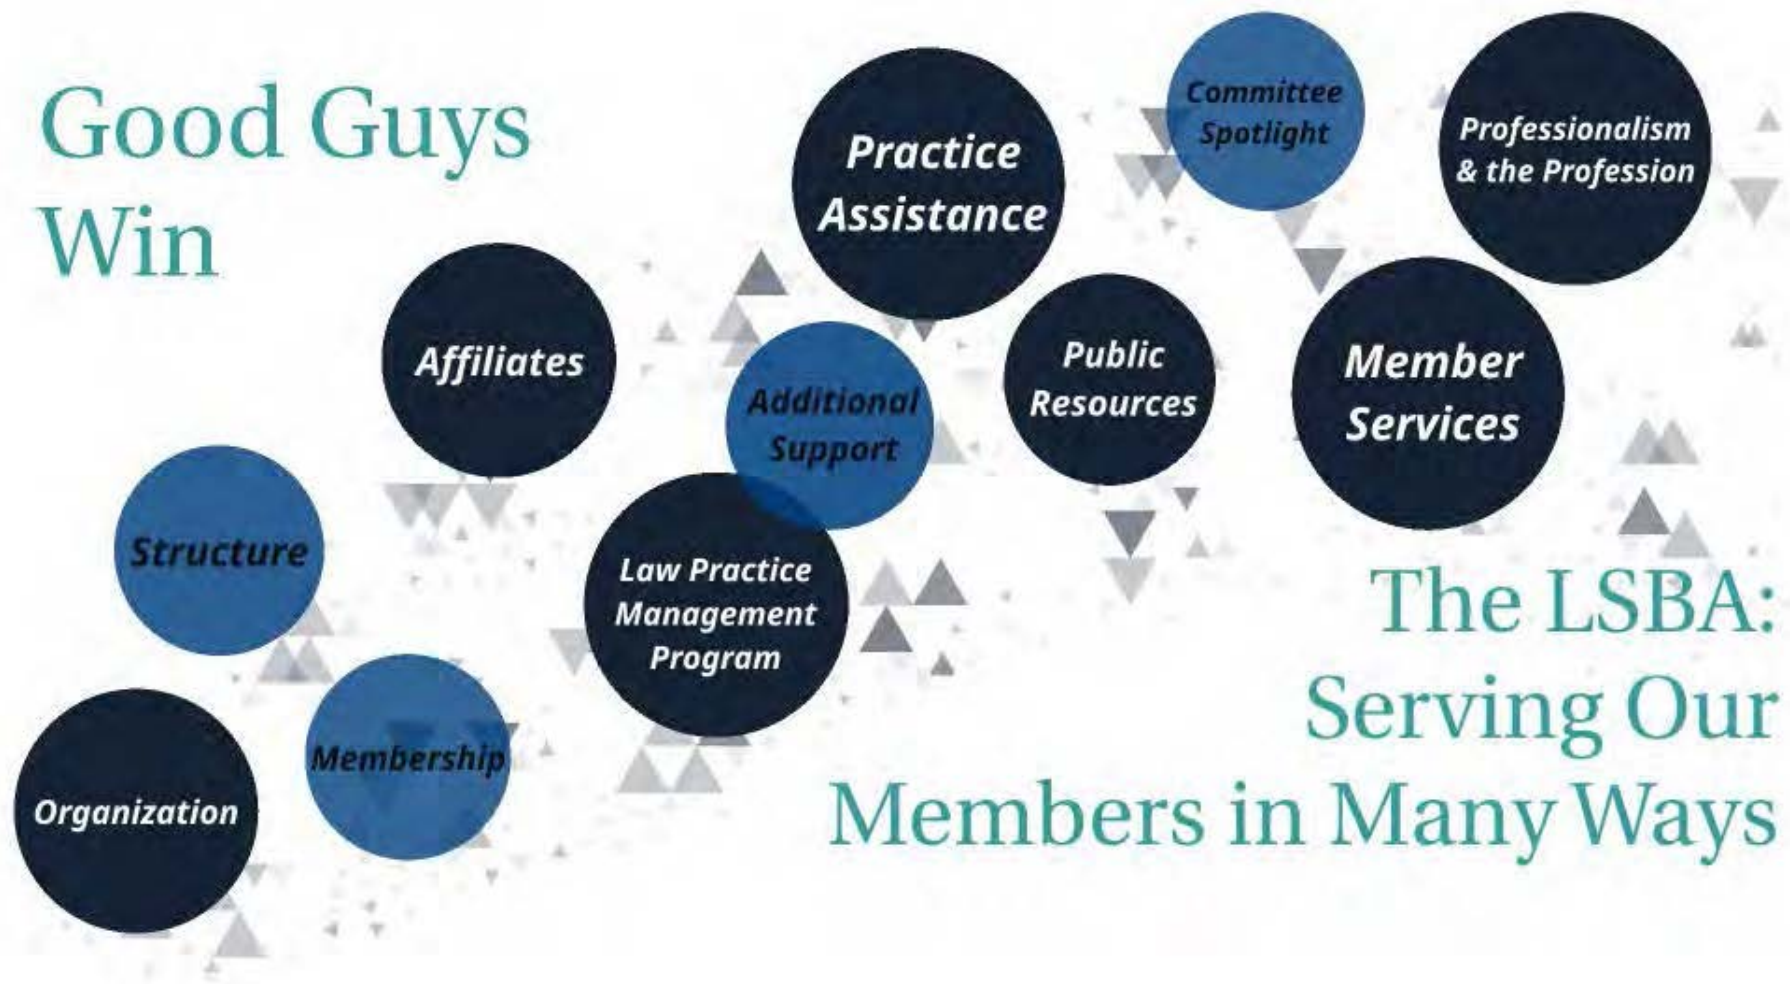 Good Guys
Win
Practice
Assistance
Committee
Spotlight
Professionalism
& the Profession
Affiliates
Additional
Support
Public
Resources
Member
Services
Structure
Law Practice
Management
Program
Membership
Organization
The LSBA:
Serving Our
Members in Many Ways